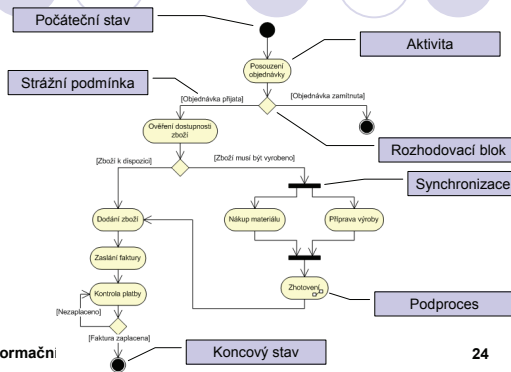 Počáteční stav
Aktivita
Posouzení
objednávky
Strážní podmínka
[Objednávka přijata]
[Objednávka zamítnuta]
Ověření dostupnosti
zboží
Rozhodovací blok
[Zboží k dispozici]
[Zboží musí být vyrobeno]
Synchronizace
Dodání zboží
Nákup materiálu
Příprava výroby
Zaslání faktury
Zhotovení
Kontrola platby
Podproces
[Nezaplaceno]
[Faktura zaplacena]
ormační
Koncový stav
24